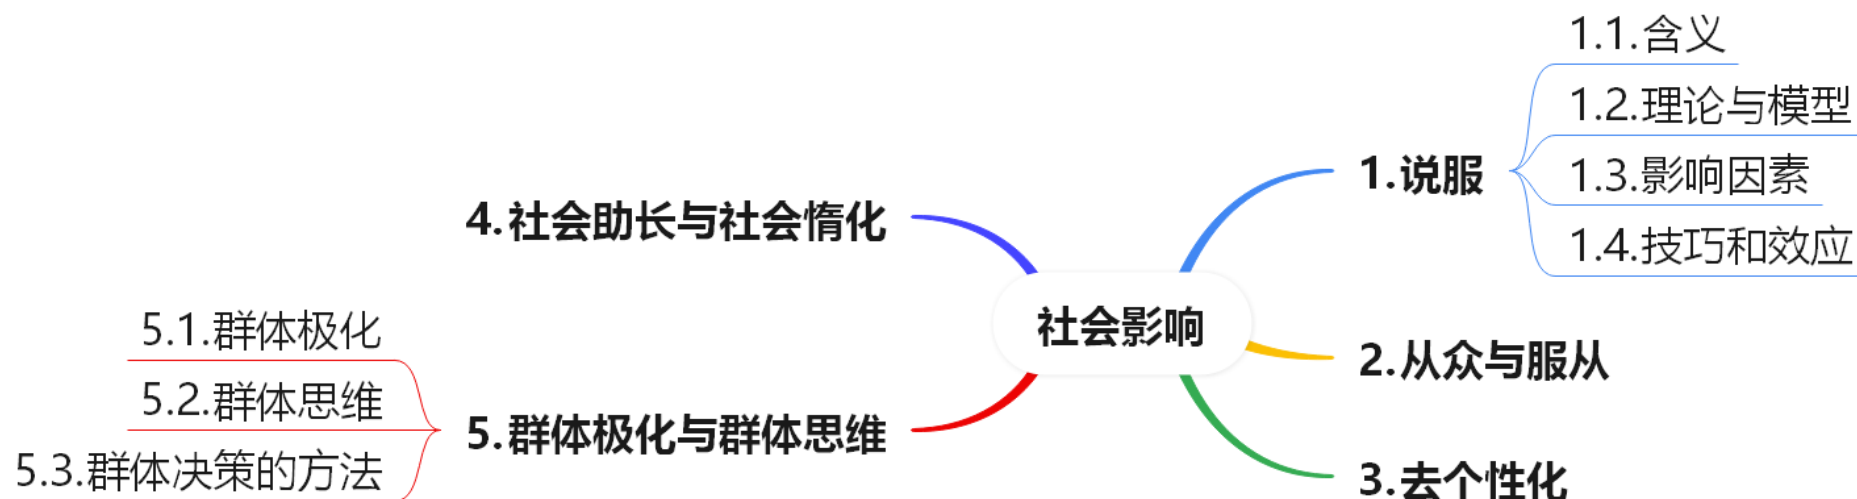 社会影响
1.说服
1.1.含义
1.2.理论与模型
1.3.影响因素
1.4.技巧和效应
2.从众与服从
3.去个性化
4.社会助长与社会惰化
5.群体极化与群体思维
5.1.群体极化
5.2.群体思维
5.3.群体决策的方法